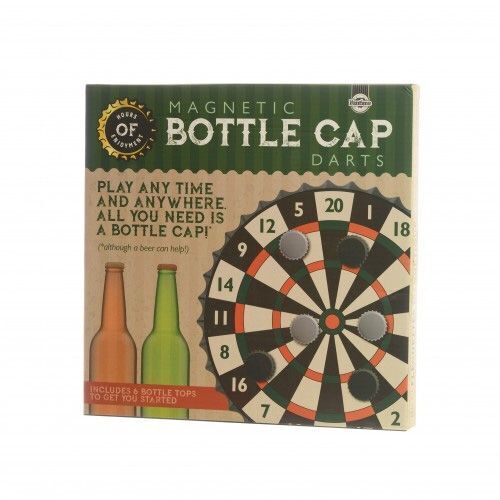 HOURS
OF
ENJOYMENT
MAGNETIC
BOTTLE CAP
DARTS
PLAY ANY TIME
AND ANYWHERE.
ALL YOU NEED IS
A BOTTLE CAP!*
(*although a beer can help!)
INCLUDES 6 BOTTLE TOPS
TO GET YOU STARTED
5 20 1
12 18
9
14
11
8
16
7 2